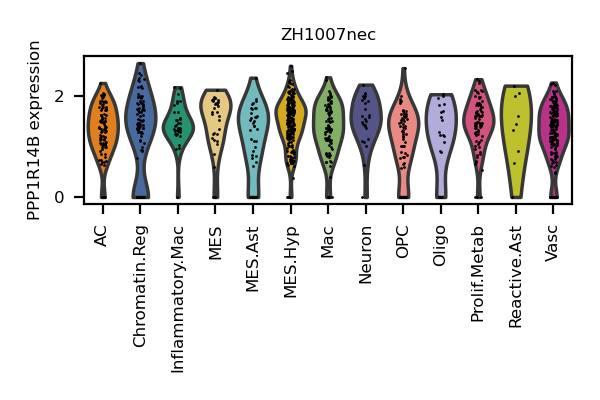 ZH1007nec
PPP1R14B expression
2
0
AC
Chromatin.Reg
Inflammatory.Mac
MES
MES.Ast
MES.Hyp
Mac
Neuron
OPC
Oligo
Prolif.Metab
Reactive.Ast
Vasc